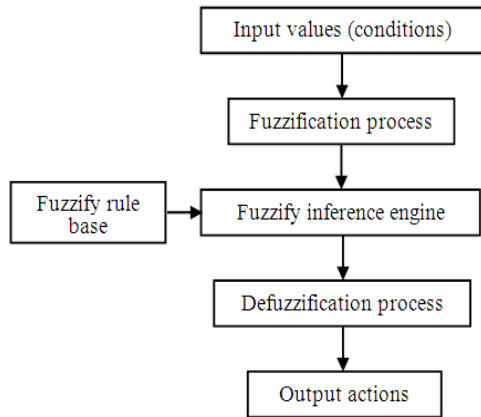 Input values (conditions)
Fuzzification process
Fuzzify rule
base
Fuzzify inference engine
Defuzzification process
Output actions